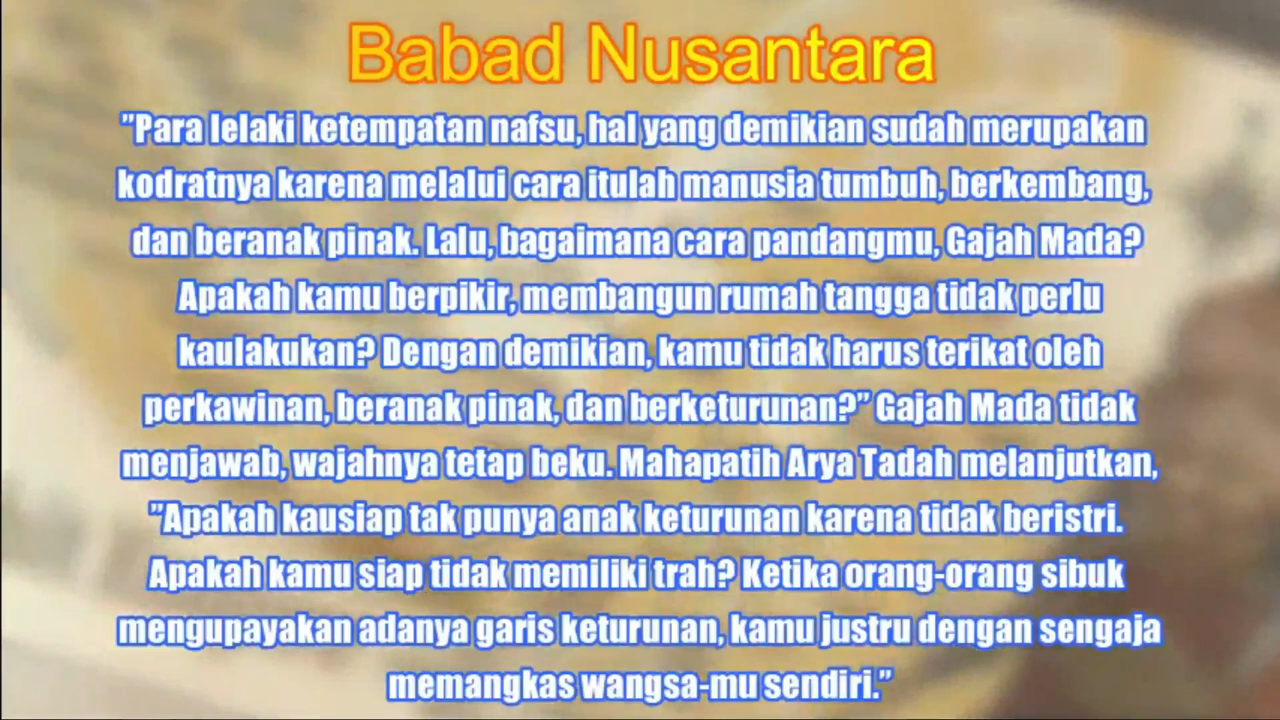 Babad Nusantara
”Para lelaki ketempatan nafsu, hal yang demikian sudah merupakan
kodratnya karena melalui cara itulah manusia tumbuh, berkembang,
dan beranak pinak. Lalu, bagaimana cara pandangmu, Gajah Mada?
Apakah kamu berpikir, membangun rumah tangga tidak perlu
kaulakukan? Dengan demikian, kamu tidak harus terikat oleh
perkawinan, beranak pinak, dan berketurunan?” Gajah Mada tidak
menjawab, wajahnya tetap beku. Mahapatih Arya Tadah melanjutkan,
”Apakah kausiap tak punya anak keturunan karena tidak beristri.
Apakah kamu siap tidak memiliki trah? Ketika orang-orang sibuk
mengupayakan adanya garis keturunan, kamu justru dengan sengaja
memangkas wangsa-mu sendiri.”